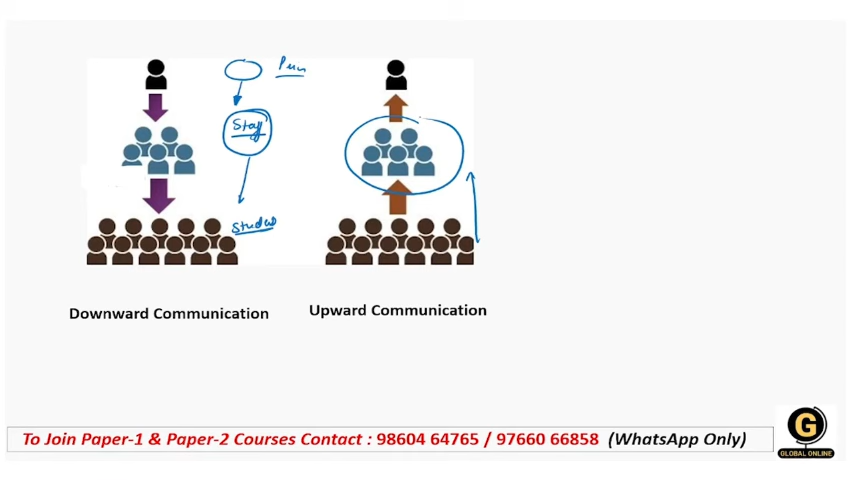 Staff
Downward Communication
Upward Communication
To Join Paper-1 & Paper-2 Courses Contact : 98604 64765 / 97660 66858 (WhatsApp Only)
G
GLOBAL ONLINE